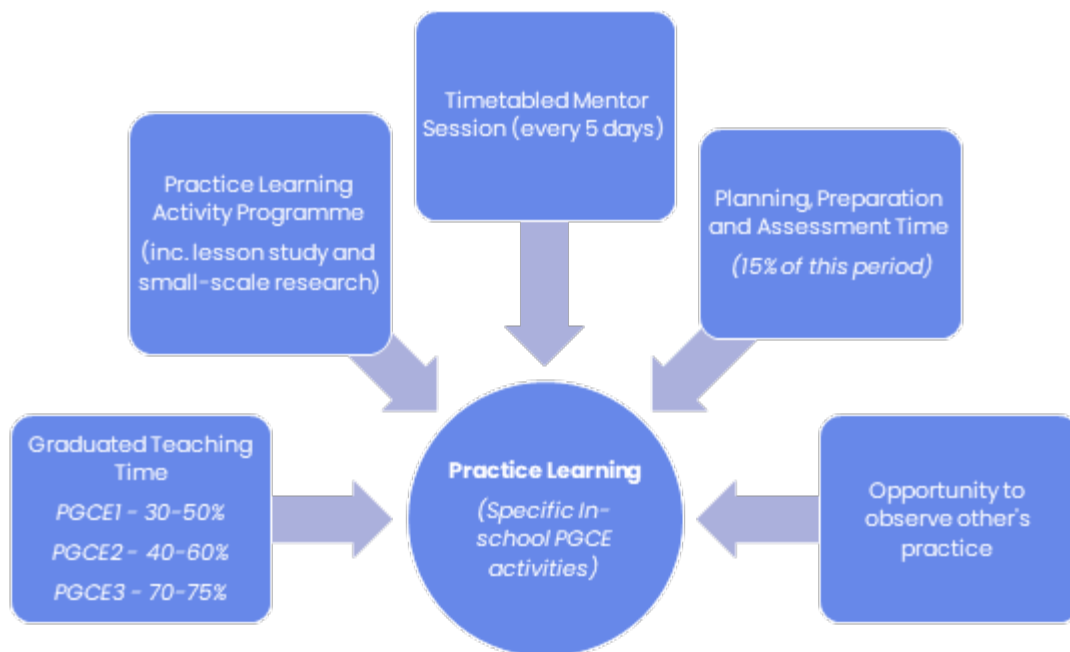 Timetabled Mentor
Session (every 5 days)
Practice Learning
Activity Programme
(inc. lesson study and
small-scale research)
Planning, Preparation
and Assessment Time
(15% of this period)
Graduated Teaching
Time
PGCE1 - 30-50%
PGCE2 - 40-60%
PGCE3 - 70-75%
Practice Learning
(Specific In-
school PGCE
activities)
Opportunity to
observe other's
practice